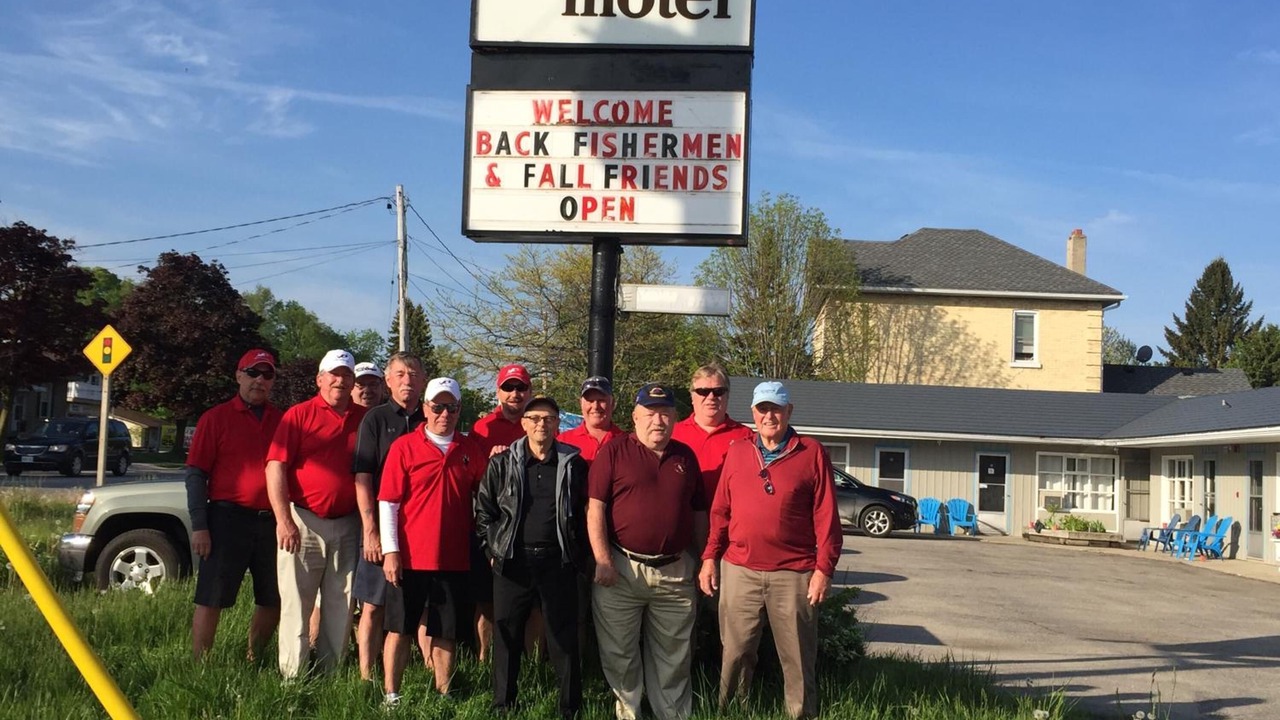 motel
WELCOME
BACK FISHERMEN
& FALL FRIENDS
OPEN